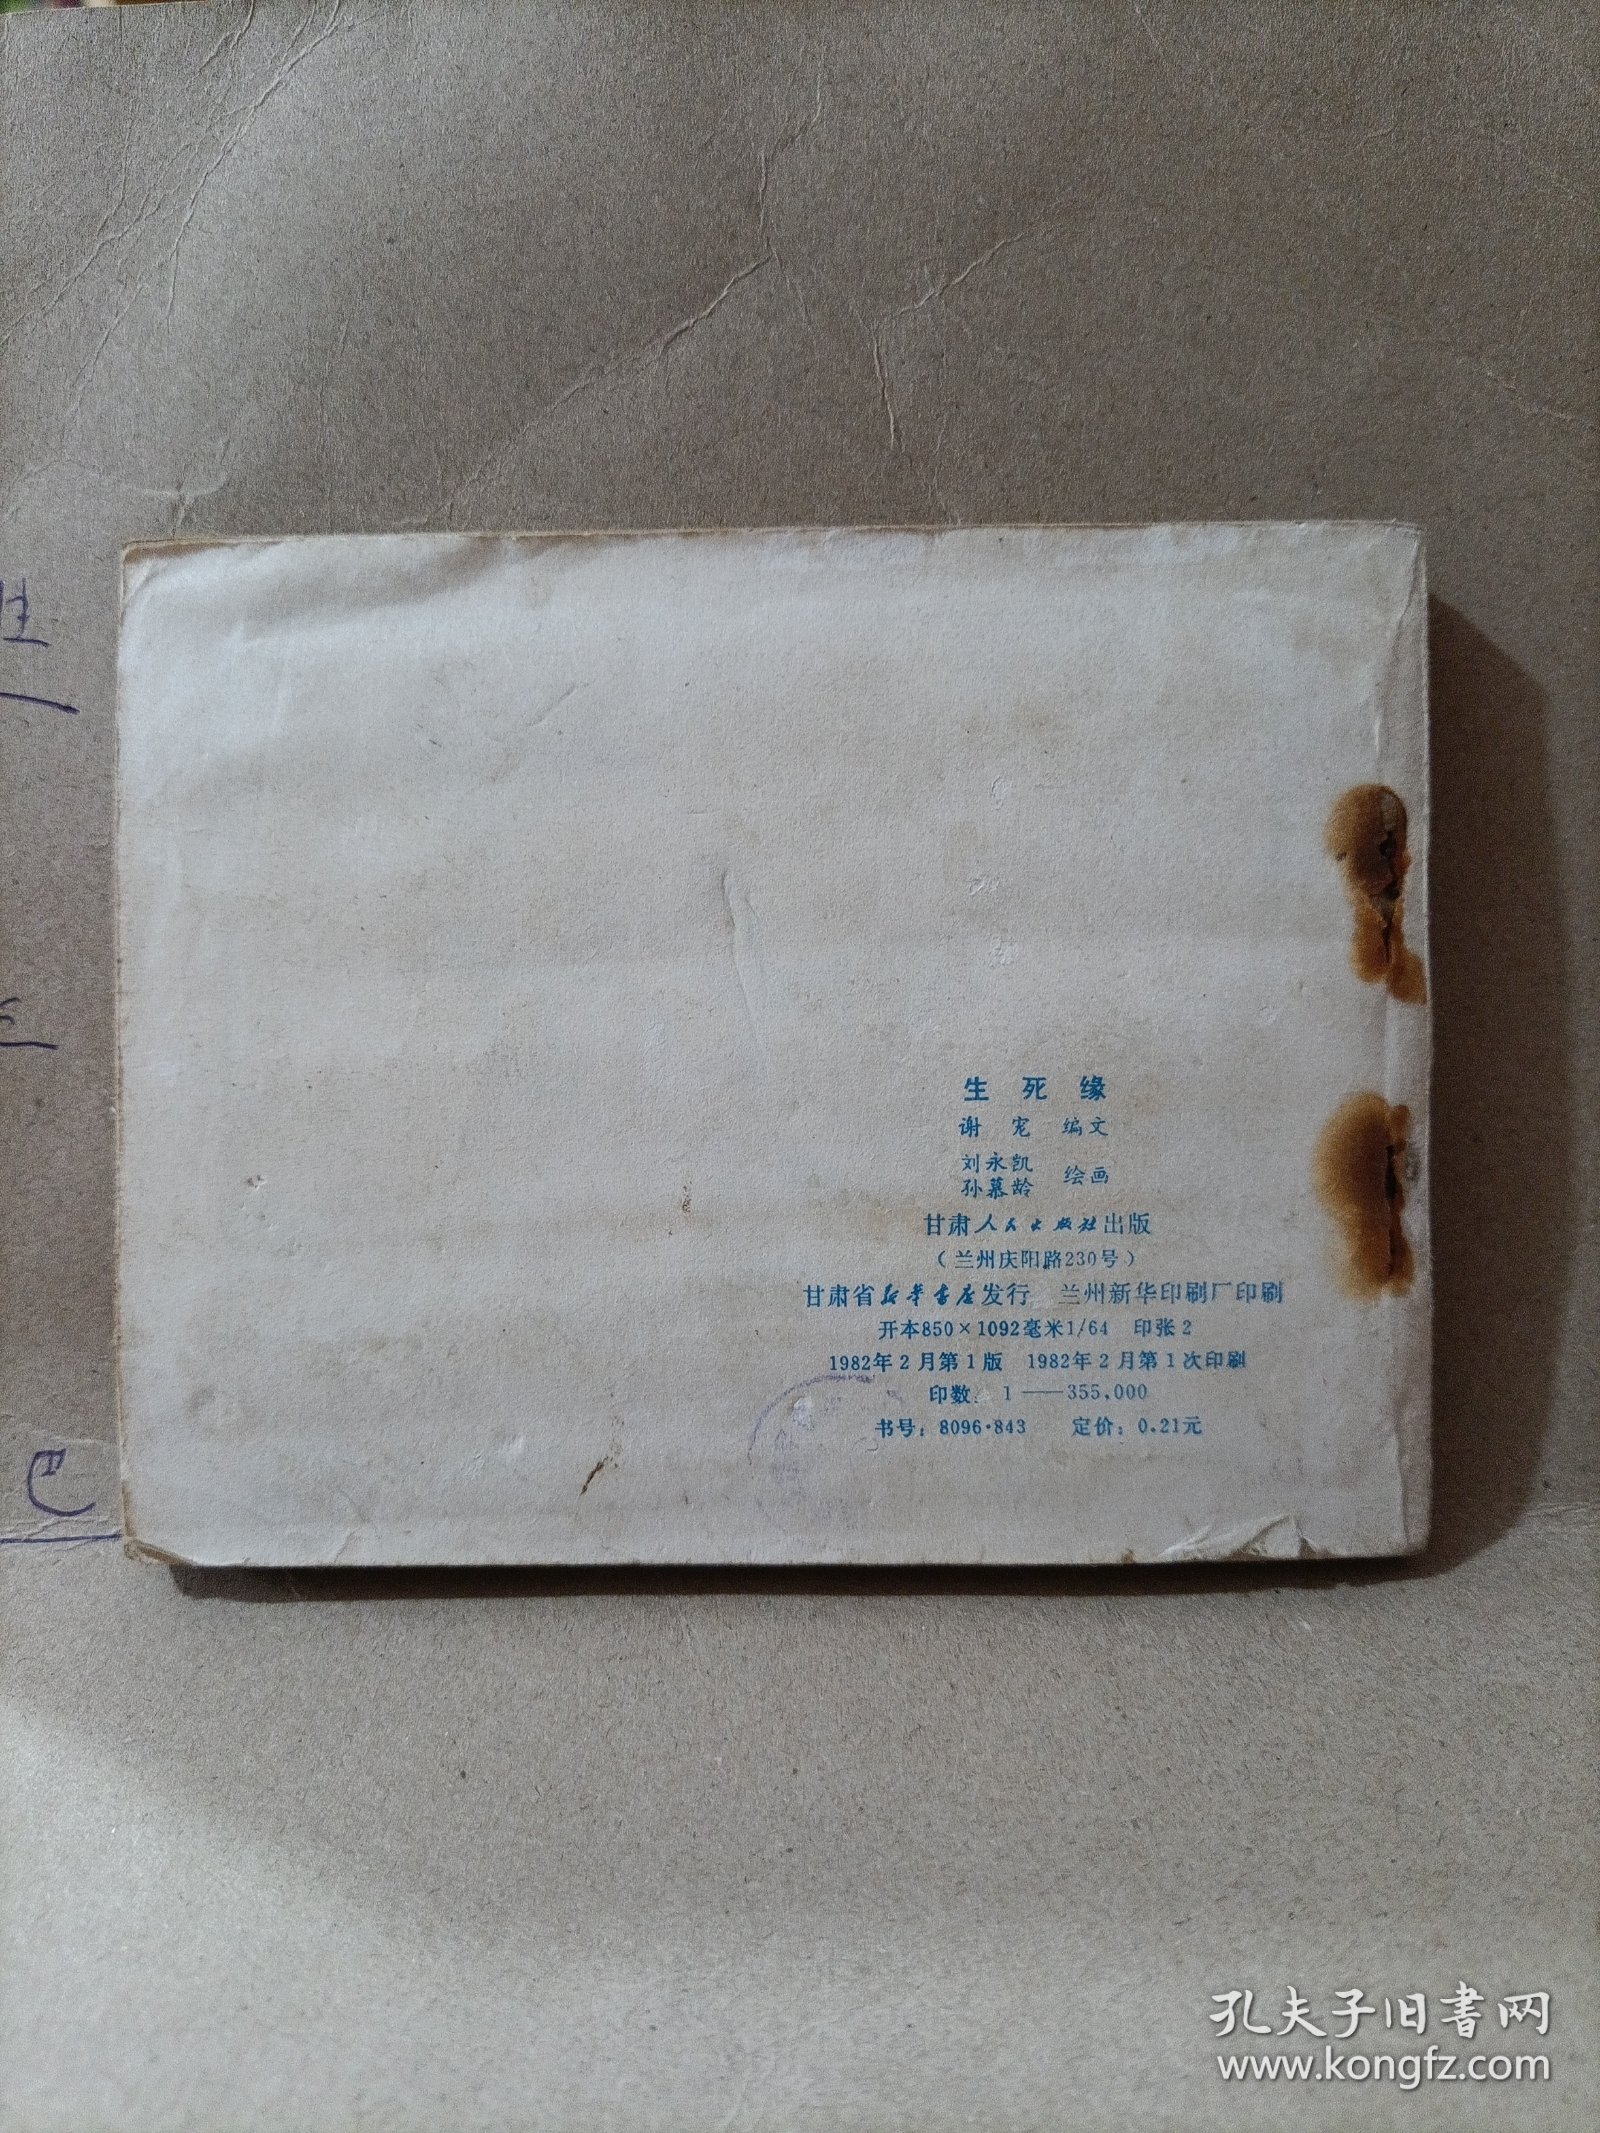 生死缘
谢宠 编文
刘永凯
孙慕龄 绘画
甘肃人民出版社出版
（兰州庆阳路230号）
甘肃省新华书店发行 兰州新华印刷厂印刷
开本850×1092毫米1/64 印张2
1982年2月第1版 1982年2月第1次印刷
印数：1——355,000
书号：8096·843 定价：0.21元
孔夫子旧书网
www.kongfz.com